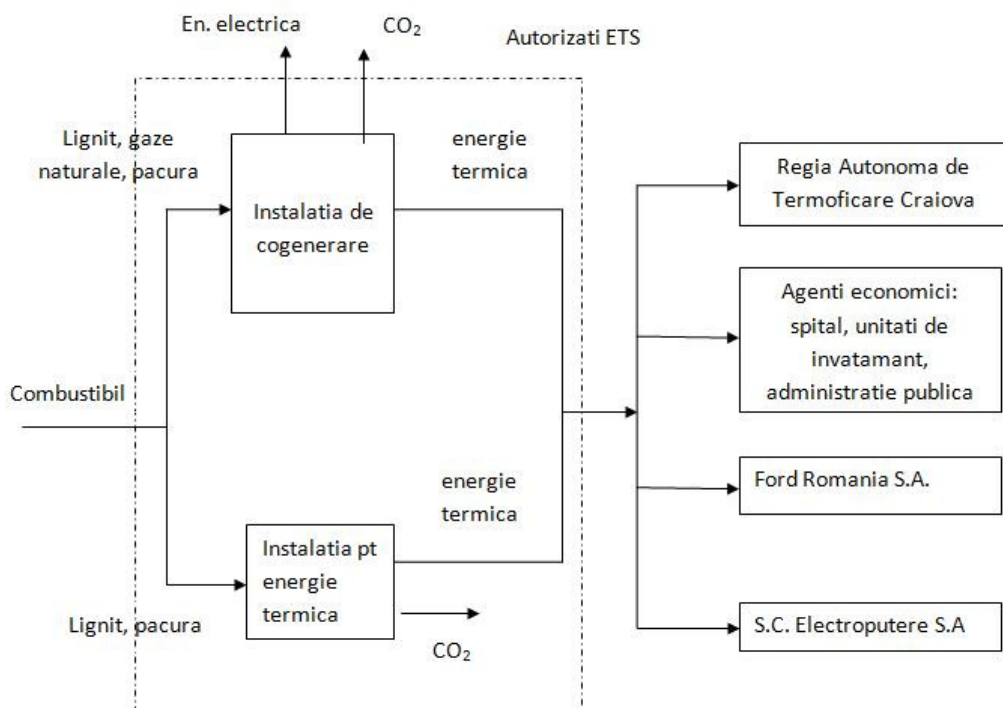 En. electrica
CO₂
Autorizati ETS
Lignit, gaze
naturale, pacura
Instalatia de
cogenerare
energie
termica
Regia Autonoma de
Termoficare Craiova
Agenti economici:
spital, unitati de
invatamant,
administratie publica
Combustibil
energie
termica
Ford Romania S.A.
Instalatia pt
energie
termica
Lignit, pacura
CO₂
S.C. Electroputere S.A